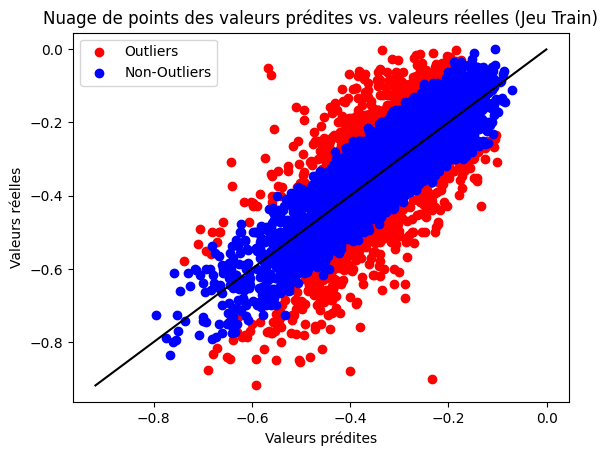 Nuage de points des valeurs prédites vs. valeurs réelles (Jeu Train)
Outliers
Non-Outliers
0.0
−0.2
−0.4
−0.6
−0.8
Valeurs réelles
−0.8
−0.6
−0.4
−0.2
0.0
Valeurs prédites